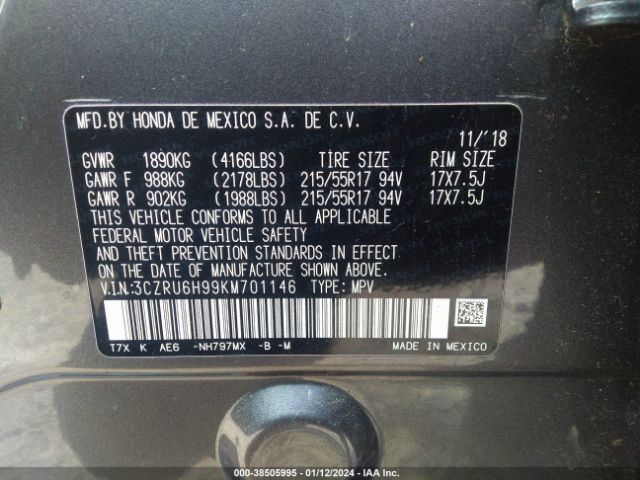 MFD.BY HONDA DE MEXICO S.A. DE C.V.
11/'18
GVWR 1890KG (4166LBS) TIRE SIZE RIM SIZE
GAWR F 988KG (2178LBS) 215/55R17 94V 17X7.5J
GAWR R 902KG (1988LBS) 215/55R17 94V 17X7.5J
THIS VEHICLE CONFORMS TO ALL APPLICABLE
FEDERAL MOTOR VEHICLE SAFETY
AND THEFT PREVENTION STANDARDS IN EFFECT
ON THE DATE OF MANUFACTURE SHOWN ABOVE.
V.I.N:3CZRU6H99KM701146 TYPE: MPV
T7X K AE6 -NH797MX -B -M MADE IN MEXICO
000-38505995 - 01/12/2024 - IAA Inc.